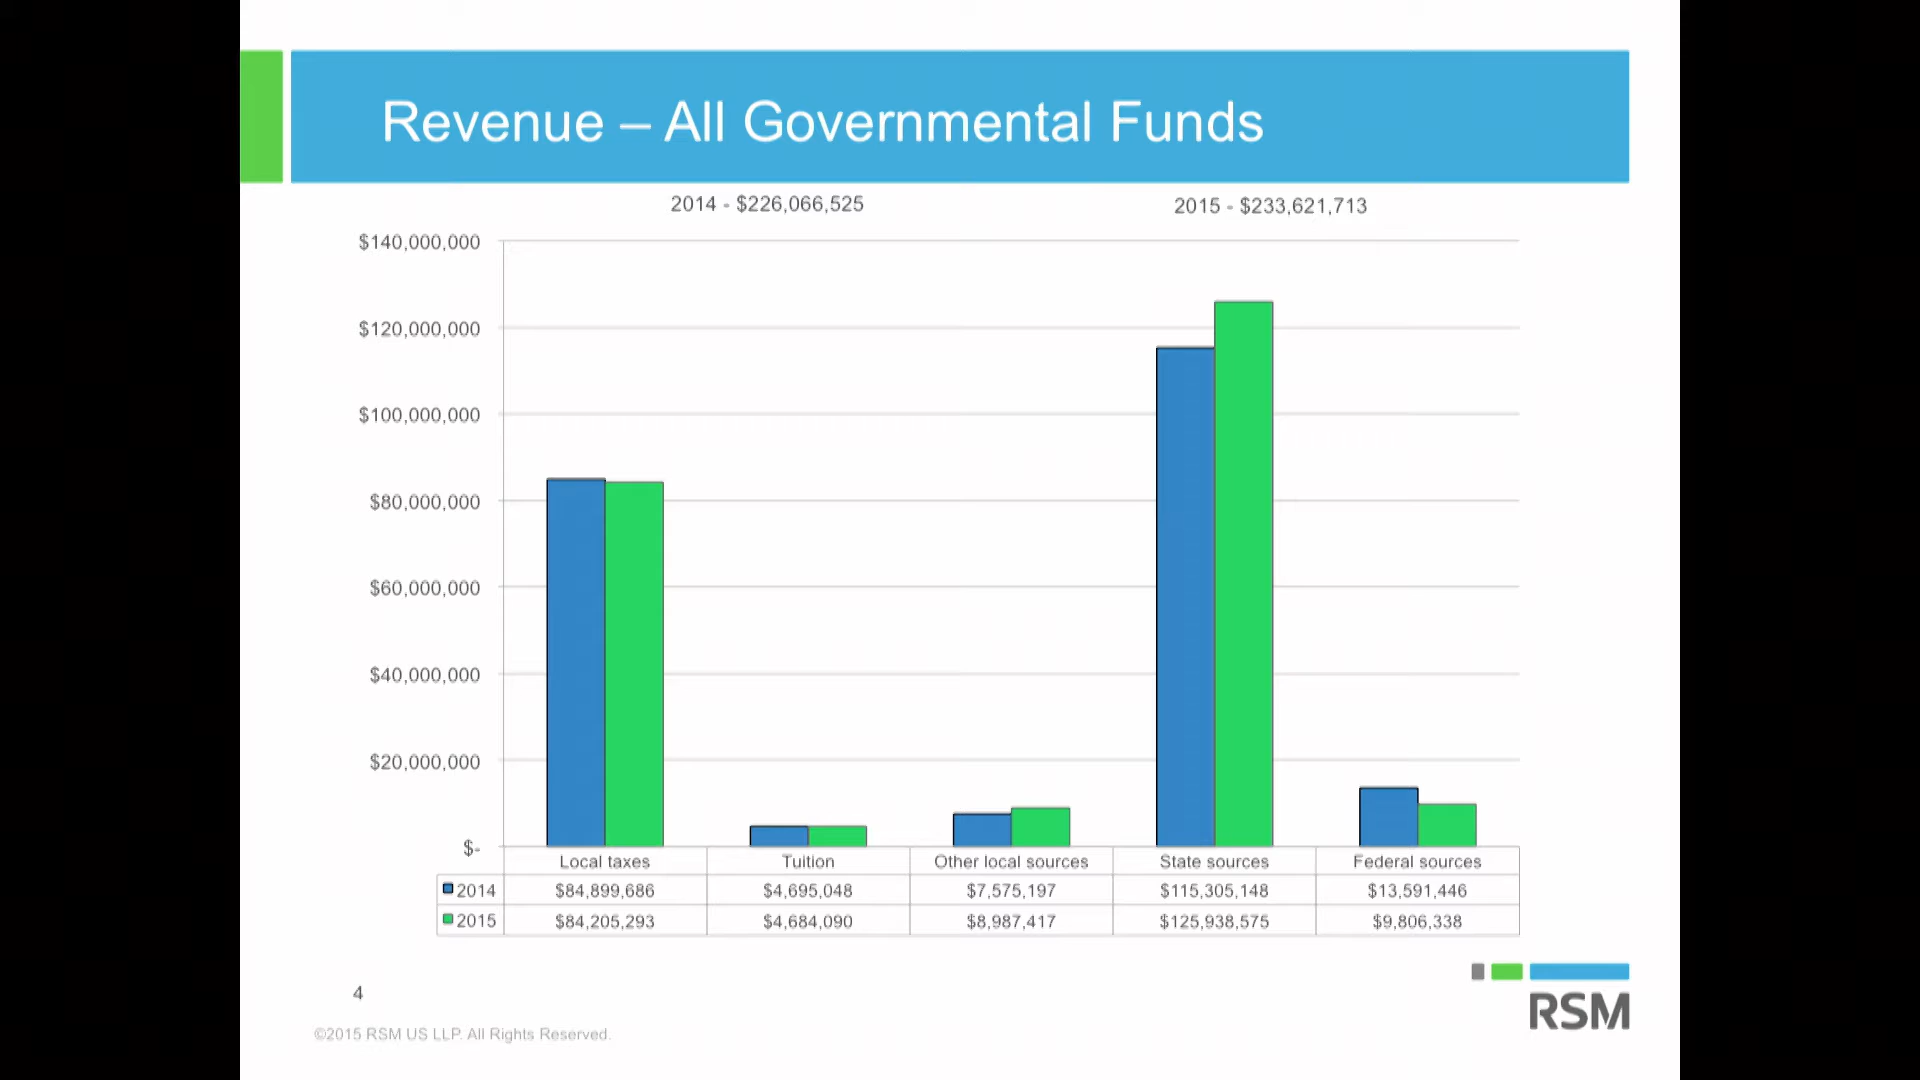 Revenue – All Governmental Funds
2014 - $226,066,525
2015 - $233,621,713
$140,000,000
$120,000,000
$100,000,000
$80,000,000
$60,000,000
$40,000,000
$20,000,000
$-
Local taxes Tuition Other local sources State sources Federal sources
2014 $84,899,686 $4,695,048 $7,575,197 $115,305,148 $13,591,446
2015 $84,205,293 $4,684,090 $8,987,417 $125,938,575 $9,806,338
4
RSM
©2015 RSM US LLP. All Rights Reserved.